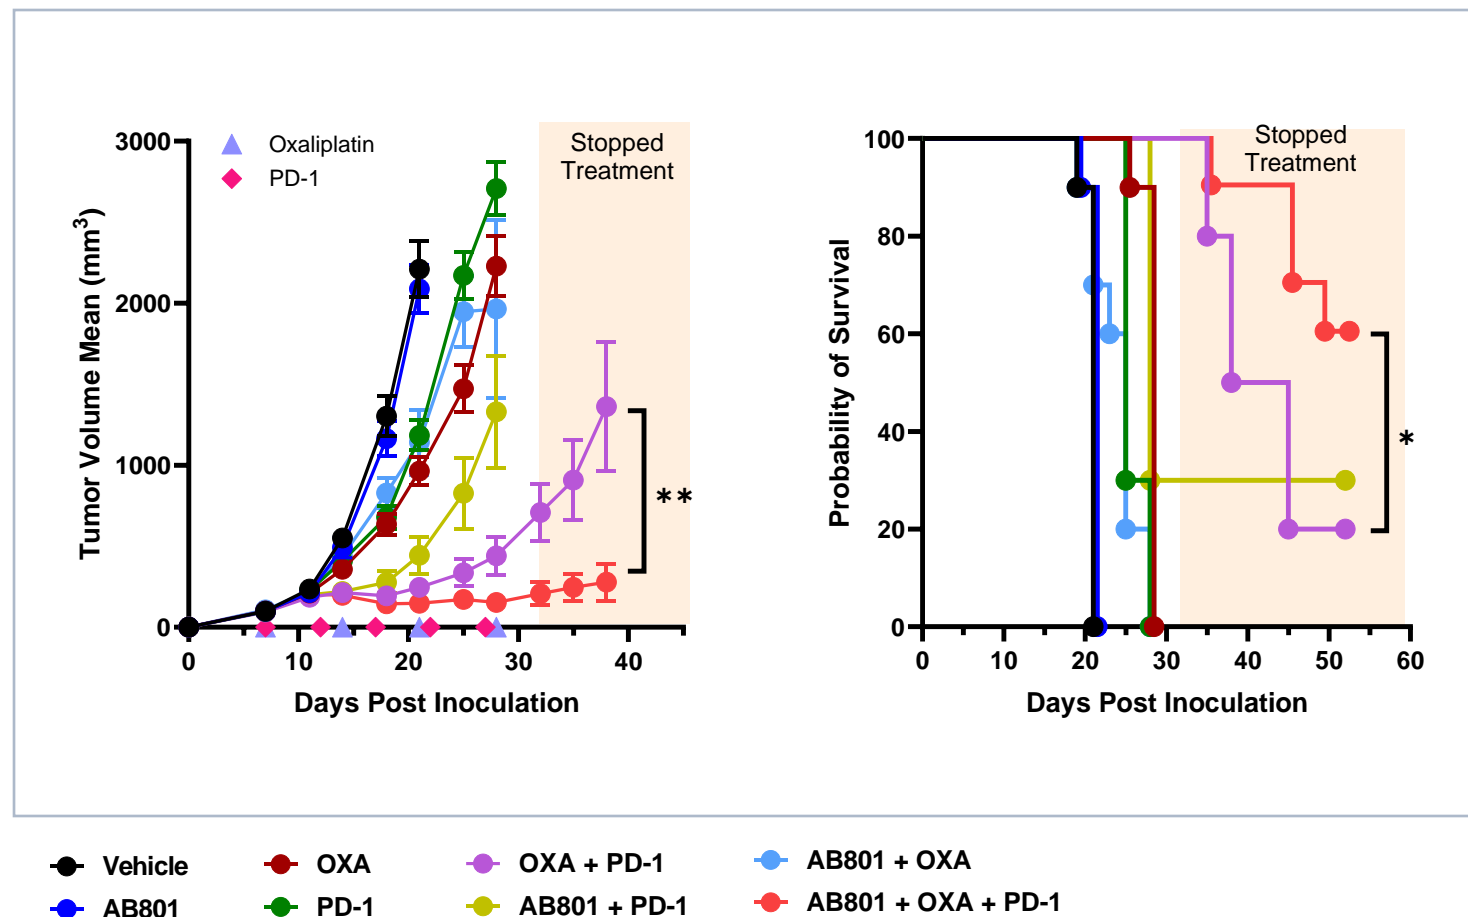 3000
2000
1000
0
Tumor Volume Mean (mm3)
Oxaliplatin
PD-1
Stopped
Treatment
**
0 10 20 30 40
Days Post Inoculation
100
80
60
40
20
0
Probability of Survival
Stopped
Treatment
*
0 10 20 30 40 50 60
Days Post Inoculation
Vehicle OXA OXA + PD-1 AB801 + OXA
AB801 PD-1 AB801 + PD-1 AB801 + OXA + PD-1